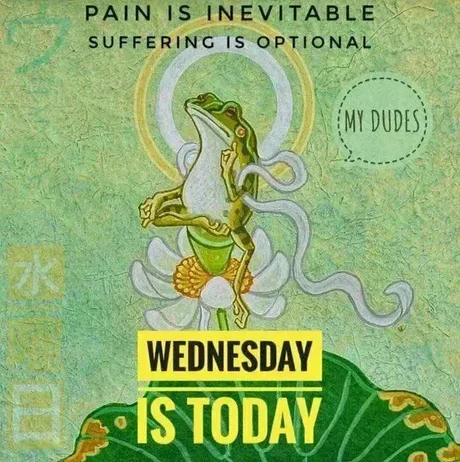 PAIN IS INEVITABLE
SUFFERING IS OPTIONAL
MY DUDES
水
曜
日
WEDNESDAY
IS TODAY